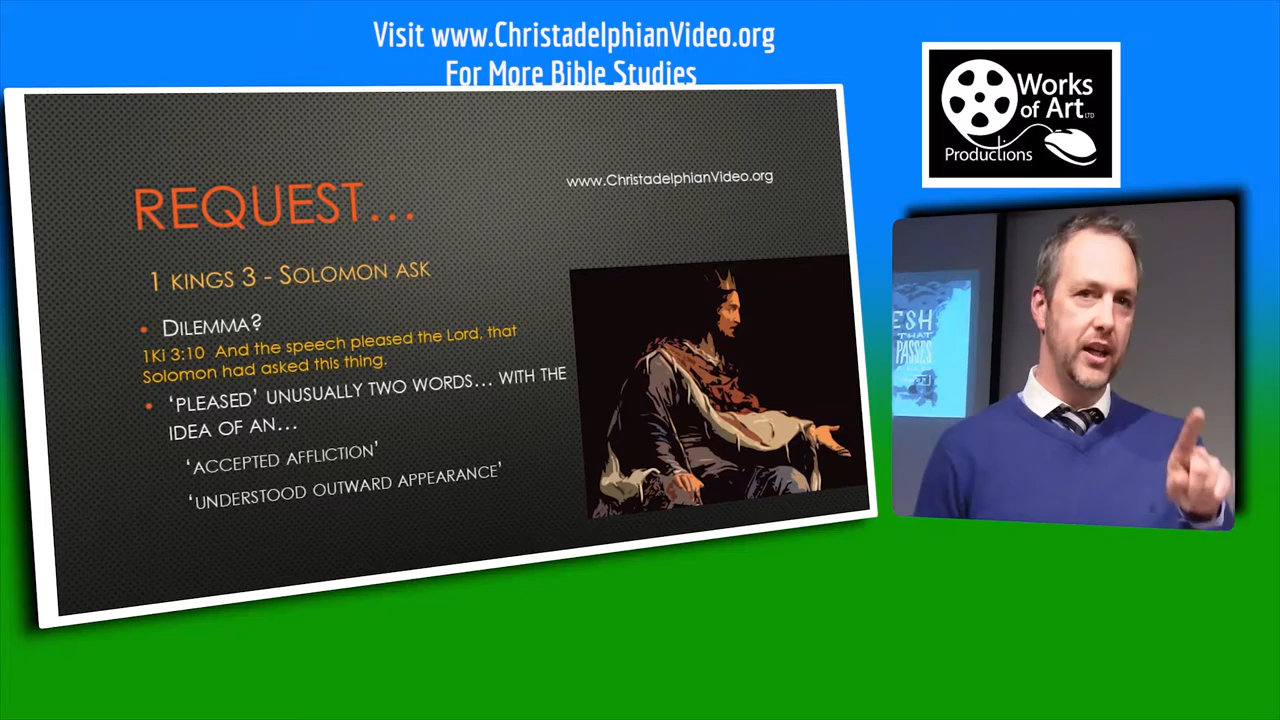 Visit www.ChristadelphianVideo.org
For More Bible Studies
Works
of Art LTD
Productions
www.ChristadelphianVideo.org
REQUEST...
1 KINGS 3 - SOLOMON ASK
• DILEMMA?
1Ki 3:10 And the speech pleased the Lord, that
Solomon had asked this thing.
• 'PLEASED' UNUSUALLY TWO WORDS... WITH THE
IDEA OF AN...
'ACCEPTED AFFLICTION'
'UNDERSTOOD OUTWARD APPEARANCE'
ESH
THAT
PASSES